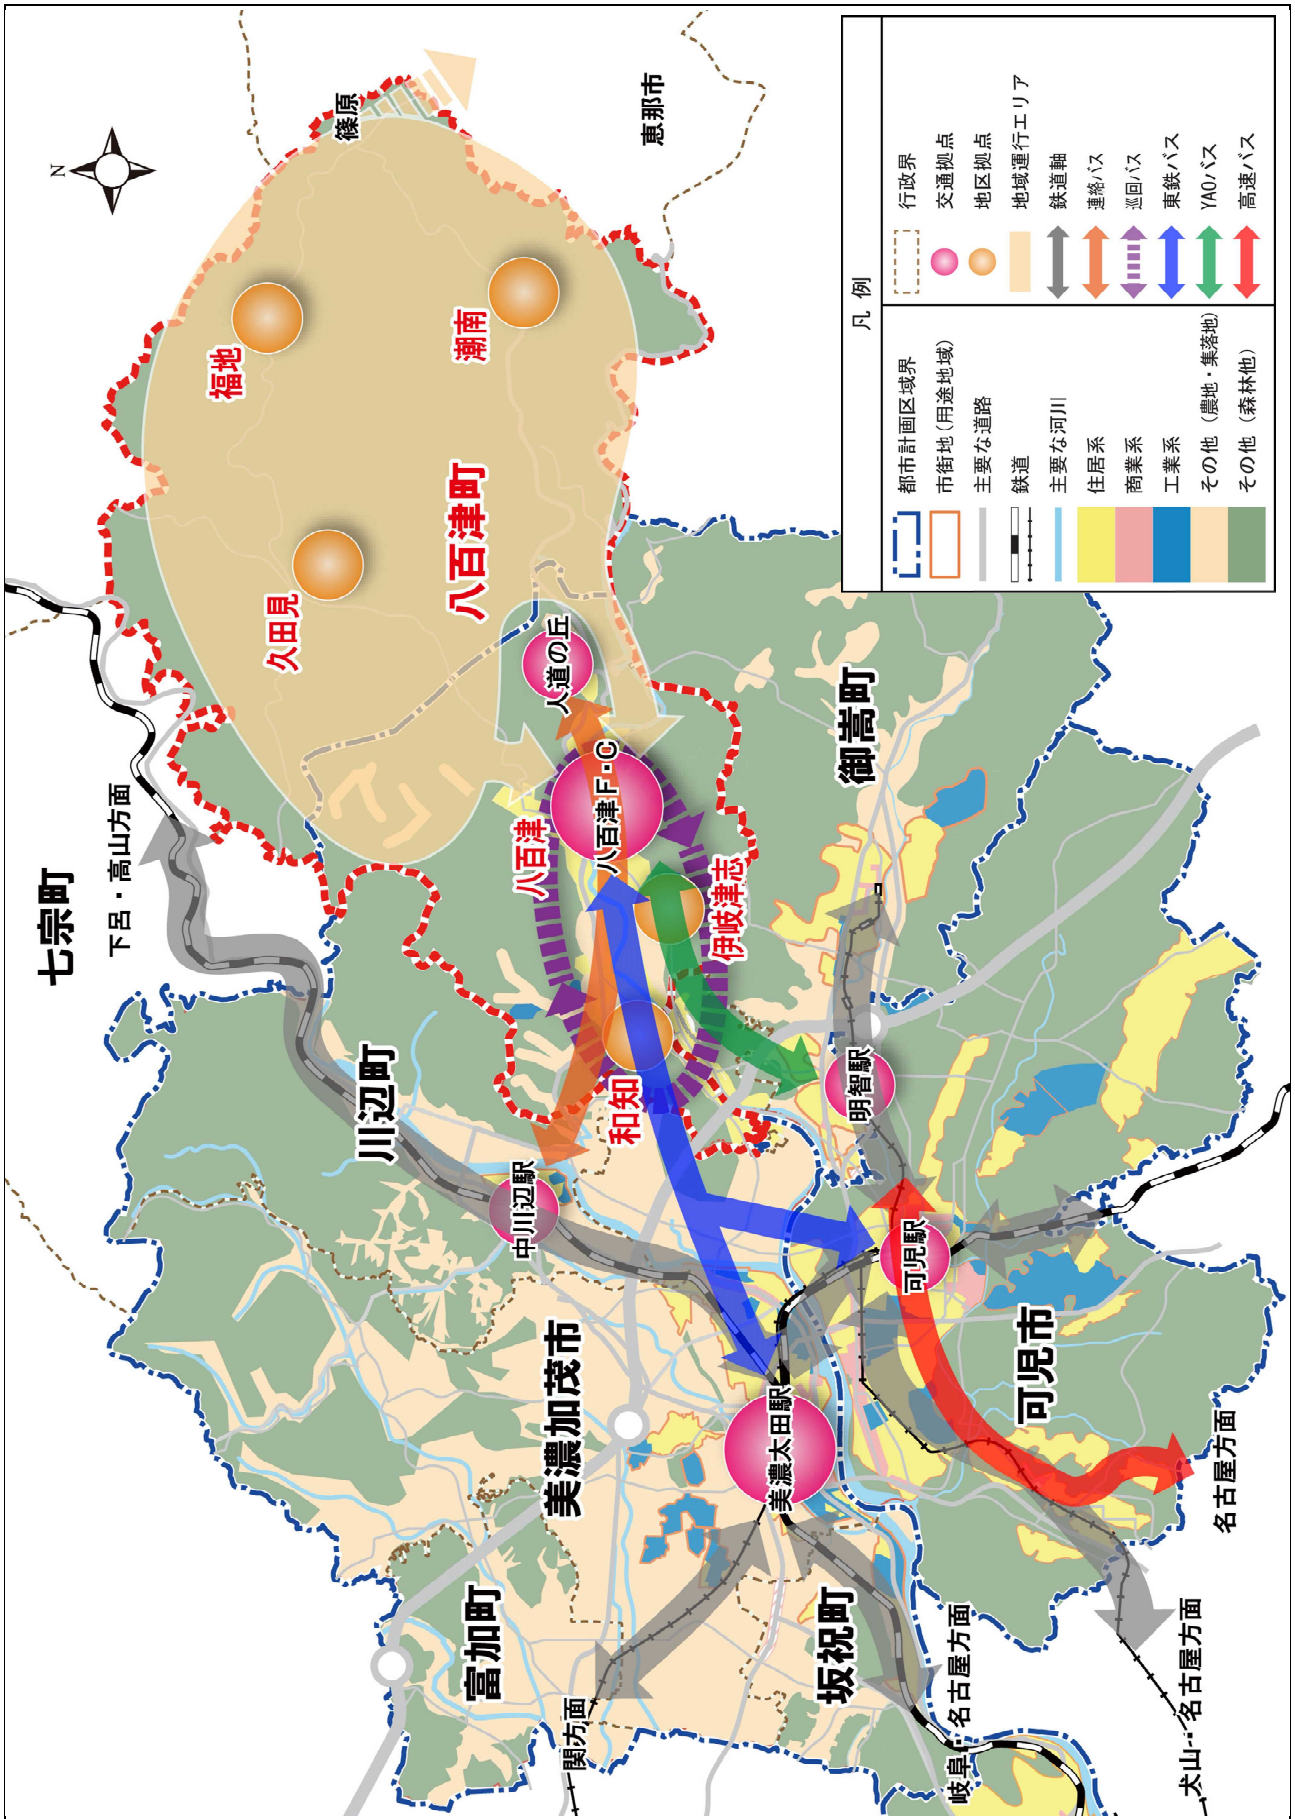 N
篠原
恵那市
福地
潮南
久田見
八百津町
人道の丘
七宗町
下呂・高山方面
八百津
八百津F・C
伊岐津志
御嵩町
川辺町
和知
中川辺駅
明智駅
美濃加茂市
美濃太田駅
可児駅
可児市
富加町
坂祝町
関方面
岐阜・名古屋方面
犬山・名古屋方面
名古屋方面
凡 例
都市計画区域界
市街地(用途地域)
主要な道路
鉄道
主要な河川
住居系
商業系
工業系
その他(農地・集落地)
その他(森林他)
行政界
交通拠点
地区拠点
地域運行エリア
鉄道軸
連絡バス
巡回バス
東鉄バス
YAOバス
高速バス